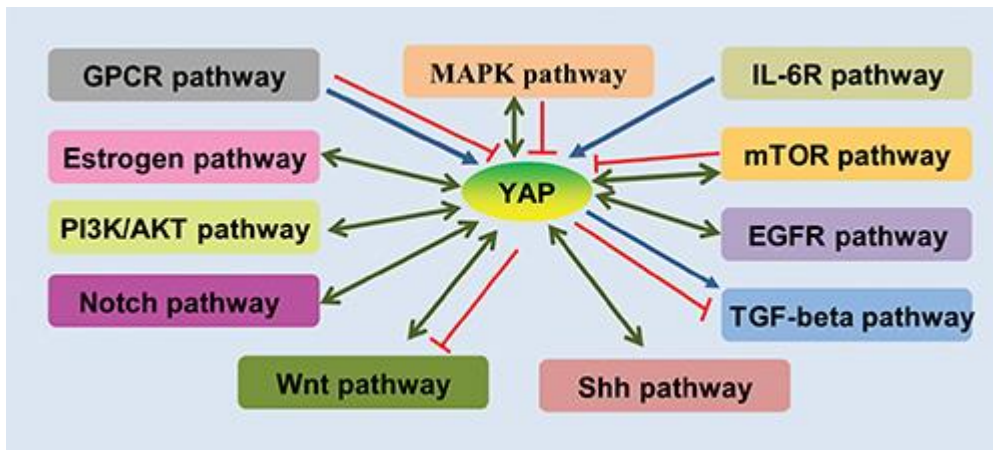 GPCR pathway
MAPK pathway
IL-6R pathway
Estrogen pathway
mTOR pathway
YAP
PI3K/AKT pathway
EGFR pathway
Notch pathway
TGF-beta pathway
Wnt pathway
Shh pathway